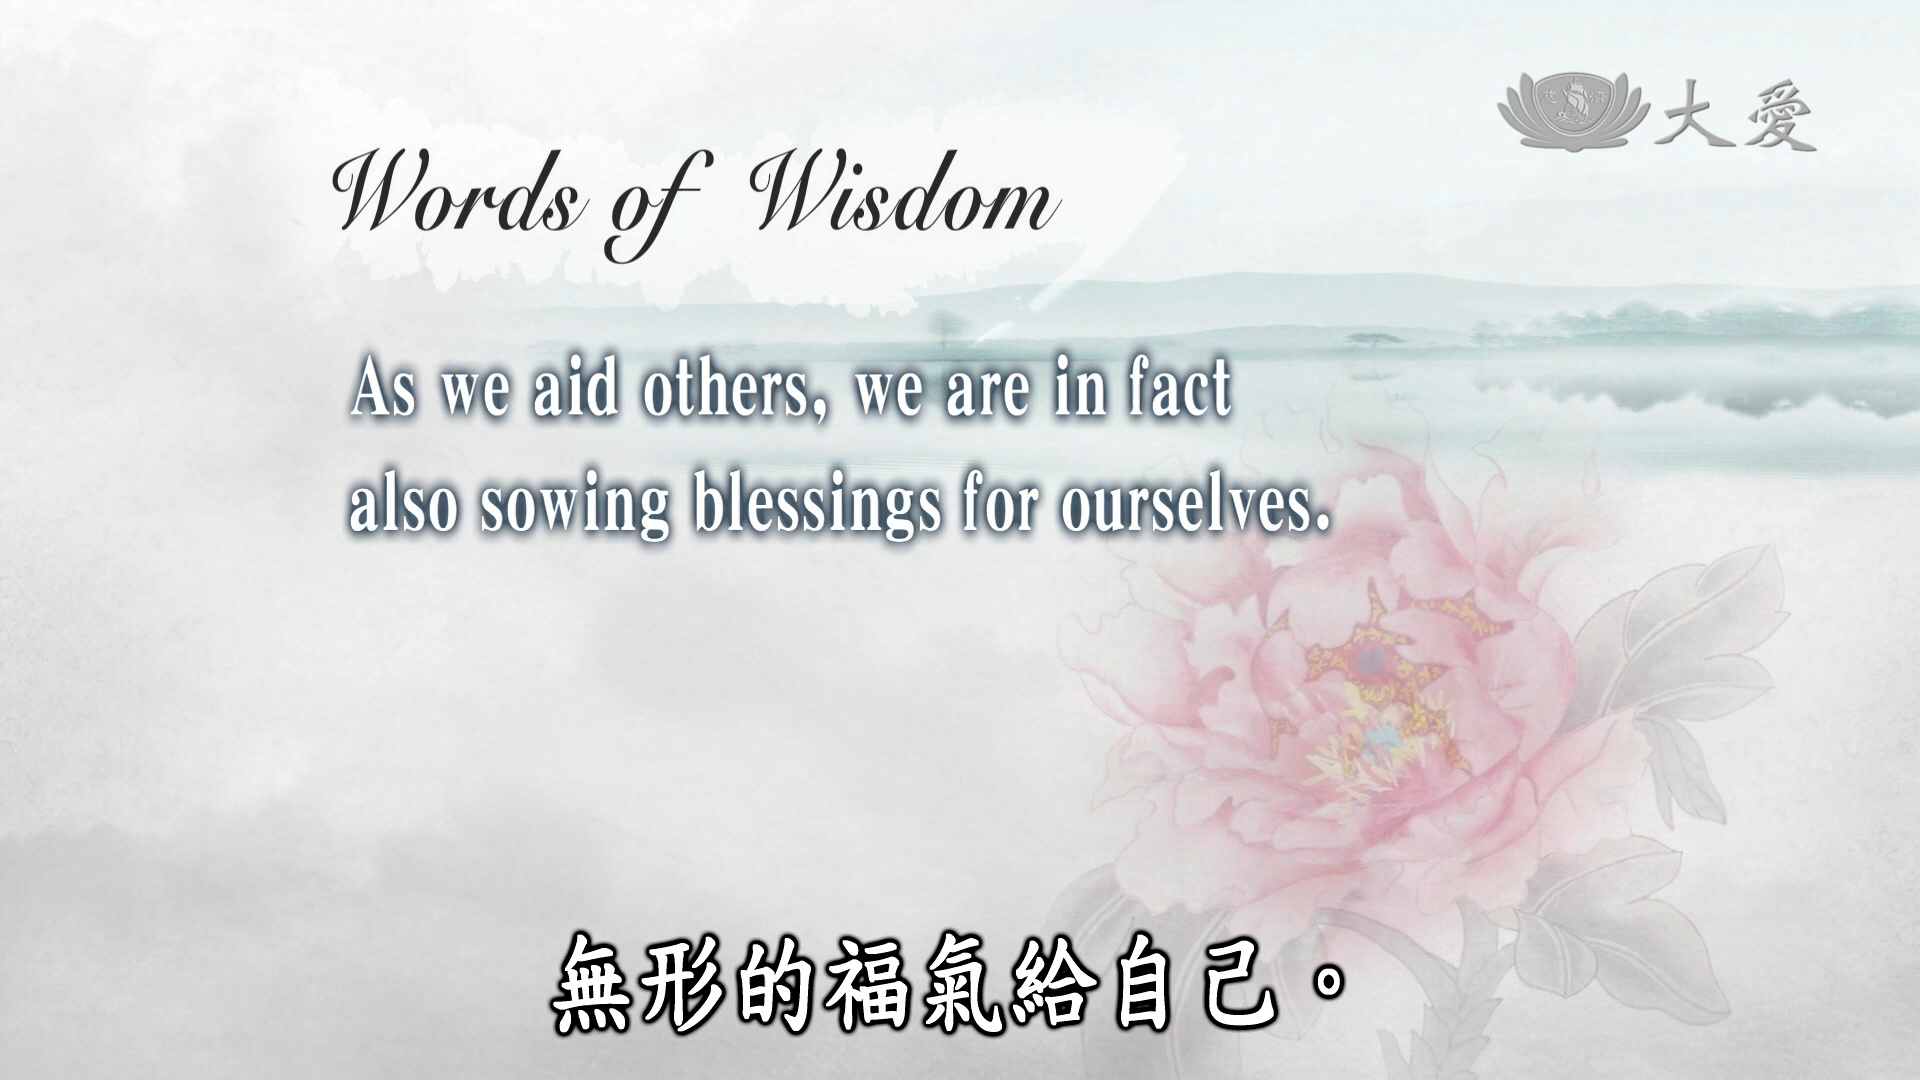 大愛
Words of Wisdom
As we aid others, we are in fact
also sowing blessings for ourselves.
無形的福氣給自己。